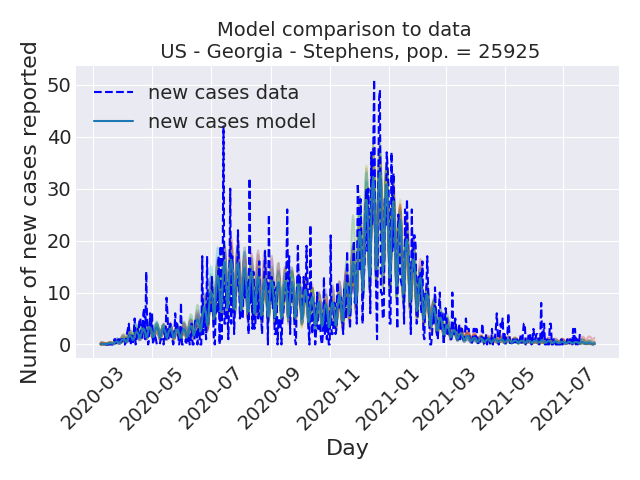 Model comparison to data
US - Georgia - Stephens, pop. = 25925
new cases data
new cases model
Number of new cases reported
50
40
30
20
10
0
2020-03
2020-05
2020-07
2020-09
2020-11
2021-01
2021-03
2021-05
2021-07
Day